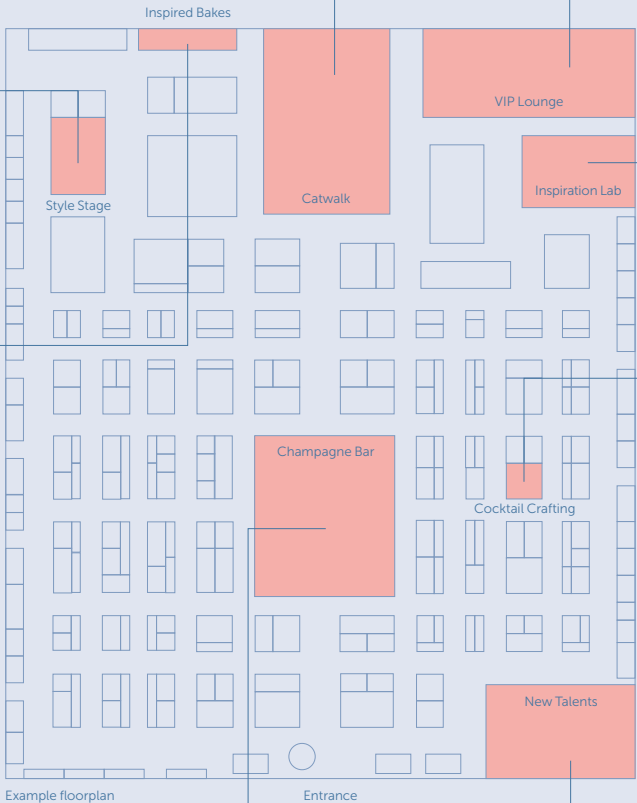 Inspired Bakes
VIP Lounge
Inspiration Lab
Catwalk
Style Stage
Champagne Bar
Cocktail Crafting
New Talents
Example floorplan
Entrance